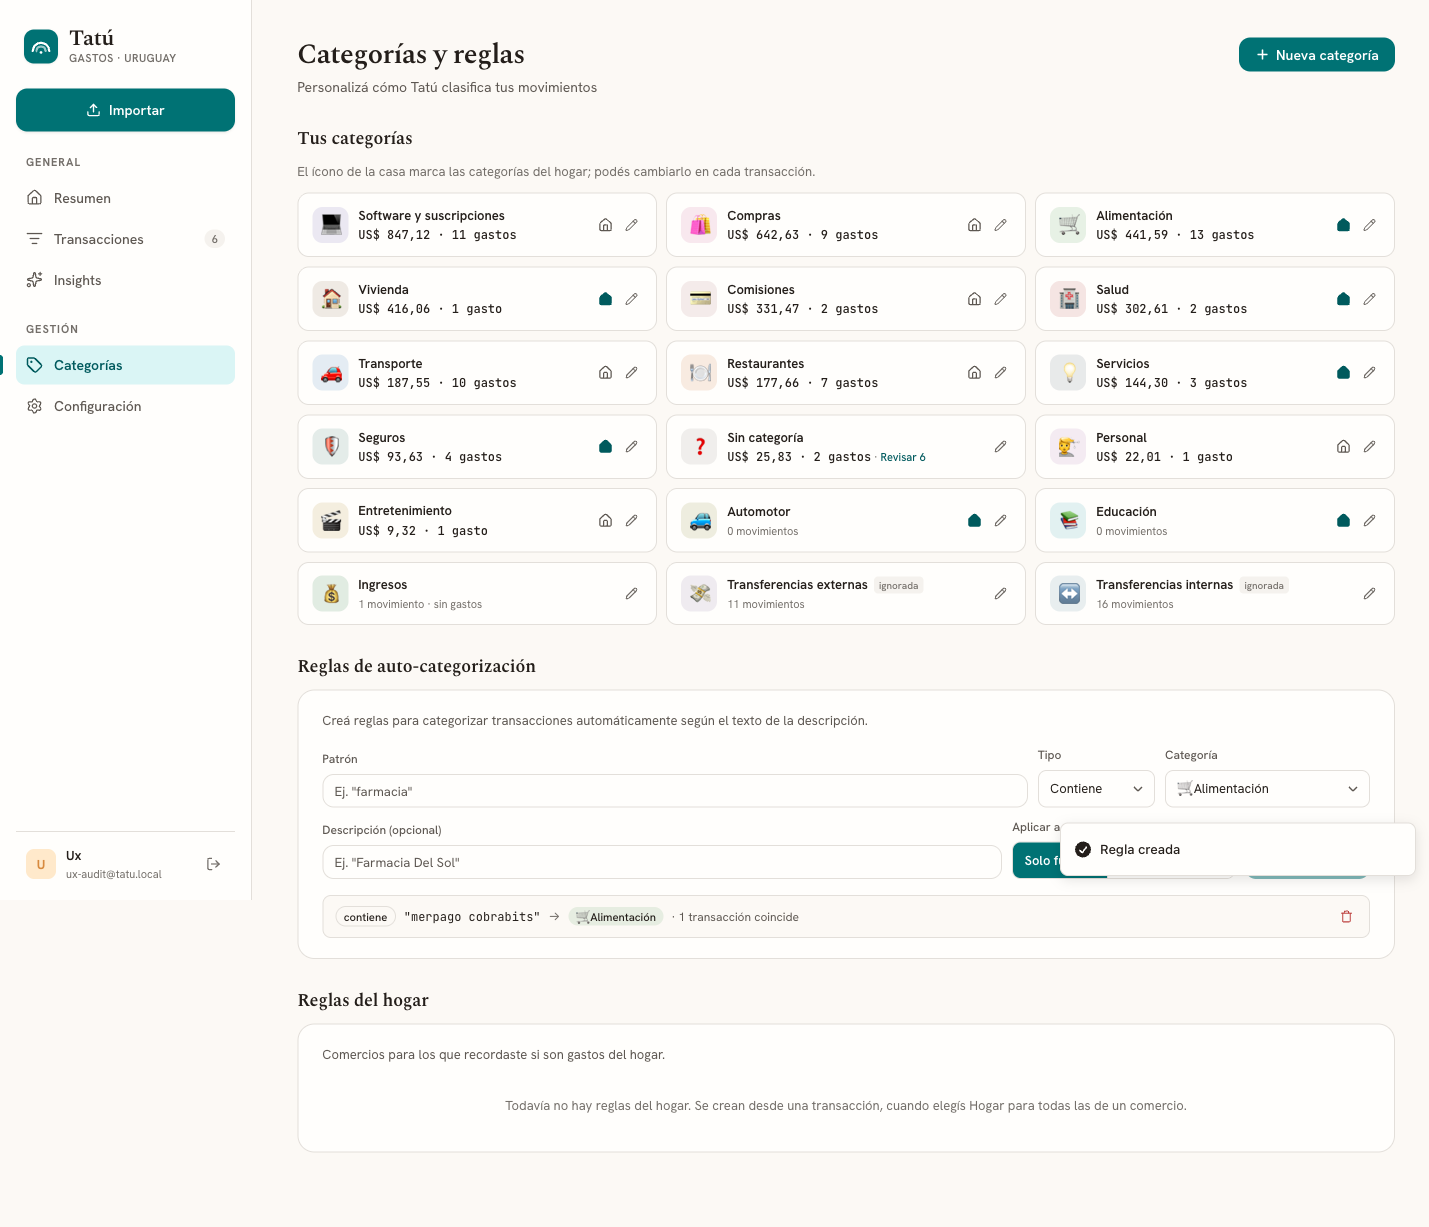 Tatú
GASTOS · URUGUAY
Importar
GENERAL
Resumen
Transacciones 6
Insights
GESTIÓN
Categorías
Configuración
U
Ux
ux-audit@tatu.local
Categorías y reglas
Nueva categoría
Personalizá cómo Tatú clasifica tus movimientos
Tus categorías
El ícono de la casa marca las categorías del hogar; podés cambiarlo en cada transacción.
Software y suscripciones
US$ 847,12 · 11 gastos
Compras
US$ 642,63 · 9 gastos
Alimentación
US$ 441,59 · 13 gastos
Vivienda
US$ 416,06 · 1 gasto
Comisiones
US$ 331,47 · 2 gastos
Salud
US$ 302,61 · 2 gastos
Transporte
US$ 187,55 · 10 gastos
Restaurantes
US$ 177,66 · 7 gastos
Servicios
US$ 144,30 · 3 gastos
Seguros
US$ 93,63 · 4 gastos
Sin categoría
US$ 25,83 · 2 gastos · Revisar 6
Personal
US$ 22,01 · 1 gasto
Entretenimiento
US$ 9,32 · 1 gasto
Automotor
0 movimientos
Educación
0 movimientos
Ingresos
1 movimiento · sin gastos
Transferencias externas ignorada
11 movimientos
Transferencias internas ignorada
16 movimientos
Reglas de auto-categorización
Creá reglas para categorizar transacciones automáticamente según el texto de la descripción.
Patrón
Ej. "farmacia"
Tipo
Contiene
Categoría
Alimentación
Descripción (opcional)
Ej. "Farmacia Del Sol"
Aplicar a
Solo
Regla creada
contiene "merpago cobrabits" → Alimentación · 1 transacción coincide
Reglas del hogar
Comercios para los que recordaste si son gastos del hogar.
Todavía no hay reglas del hogar. Se crean desde una transacción, cuando elegís Hogar para todas las de un comercio.